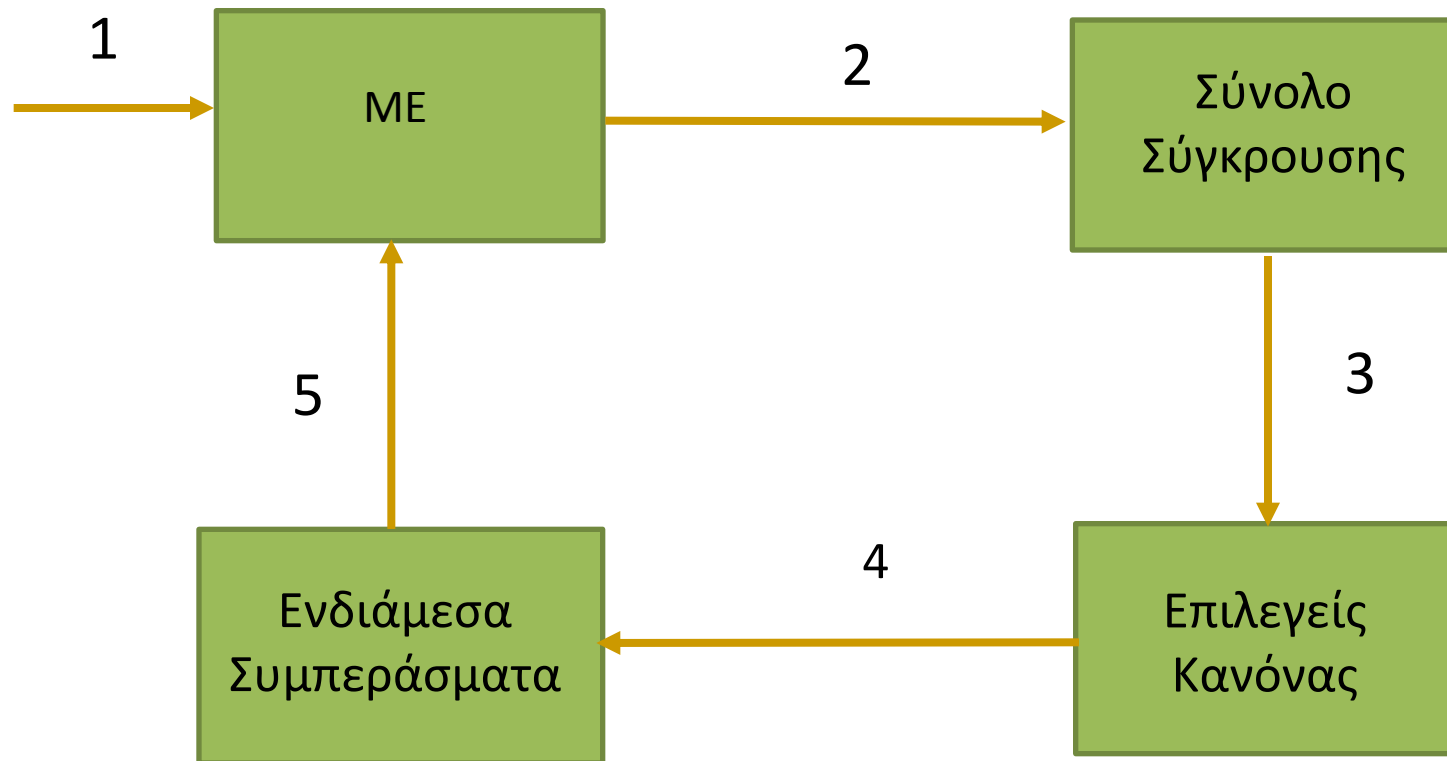 1
ΜΕ
2
Σύνολο
Σύγκρουσης
3
5
4
Ενδιάμεσα
Συμπεράσματα
Επιλεγείς
Κανόνας